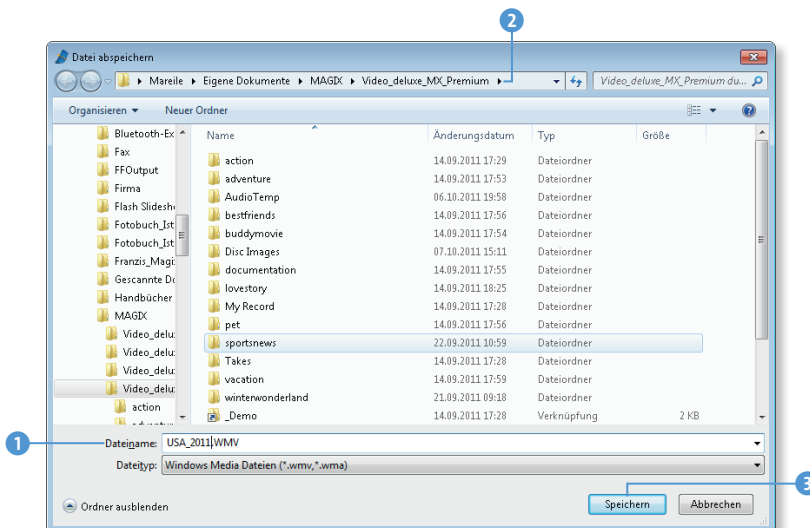 2
Datei abspeichern
Mareile Eigene Dokumente MAGIX Video_deluxe_MX_Premium
Video_deluxe_MX_Premium du...
Organisieren Neuer Ordner
Name Änderungsdatum Typ Größe
Bluetooth-Ex
Fax
FFOutput
Firma
Flash Slidesh
Fotobuch_Ist
Fotobuch_Ist
Franzis_Magi
Gescannte Do
Handbücher
MAGIX
Video_delu
Video_delu
Video_delu
Video_delu
action
action 14.09.2011 17:29 Dateiordner
adventure 14.09.2011 17:53 Dateiordner
AudioTemp 06.10.2011 19:58 Dateiordner
bestfriends 14.09.2011 17:56 Dateiordner
buddymovie 14.09.2011 17:54 Dateiordner
Disc Images 07.10.2011 15:11 Dateiordner
documentation 14.09.2011 17:55 Dateiordner
lovestory 14.09.2011 18:25 Dateiordner
My Record 14.09.2011 17:28 Dateiordner
pet 14.09.2011 17:56 Dateiordner
sportsnews 22.09.2011 10:59 Dateiordner
Takes 14.09.2011 17:28 Dateiordner
vacation 14.09.2011 17:59 Dateiordner
winterwonderland 21.09.2011 09:18 Dateiordner
_Demo 14.09.2011 17:28 Verknüpfung 2 KB
1
Dateiname: USA_2011.WMV
Dateityp: Windows Media Dateien (*.wmv,*.wma)
3
Ordner ausblenden Speichern Abbrechen